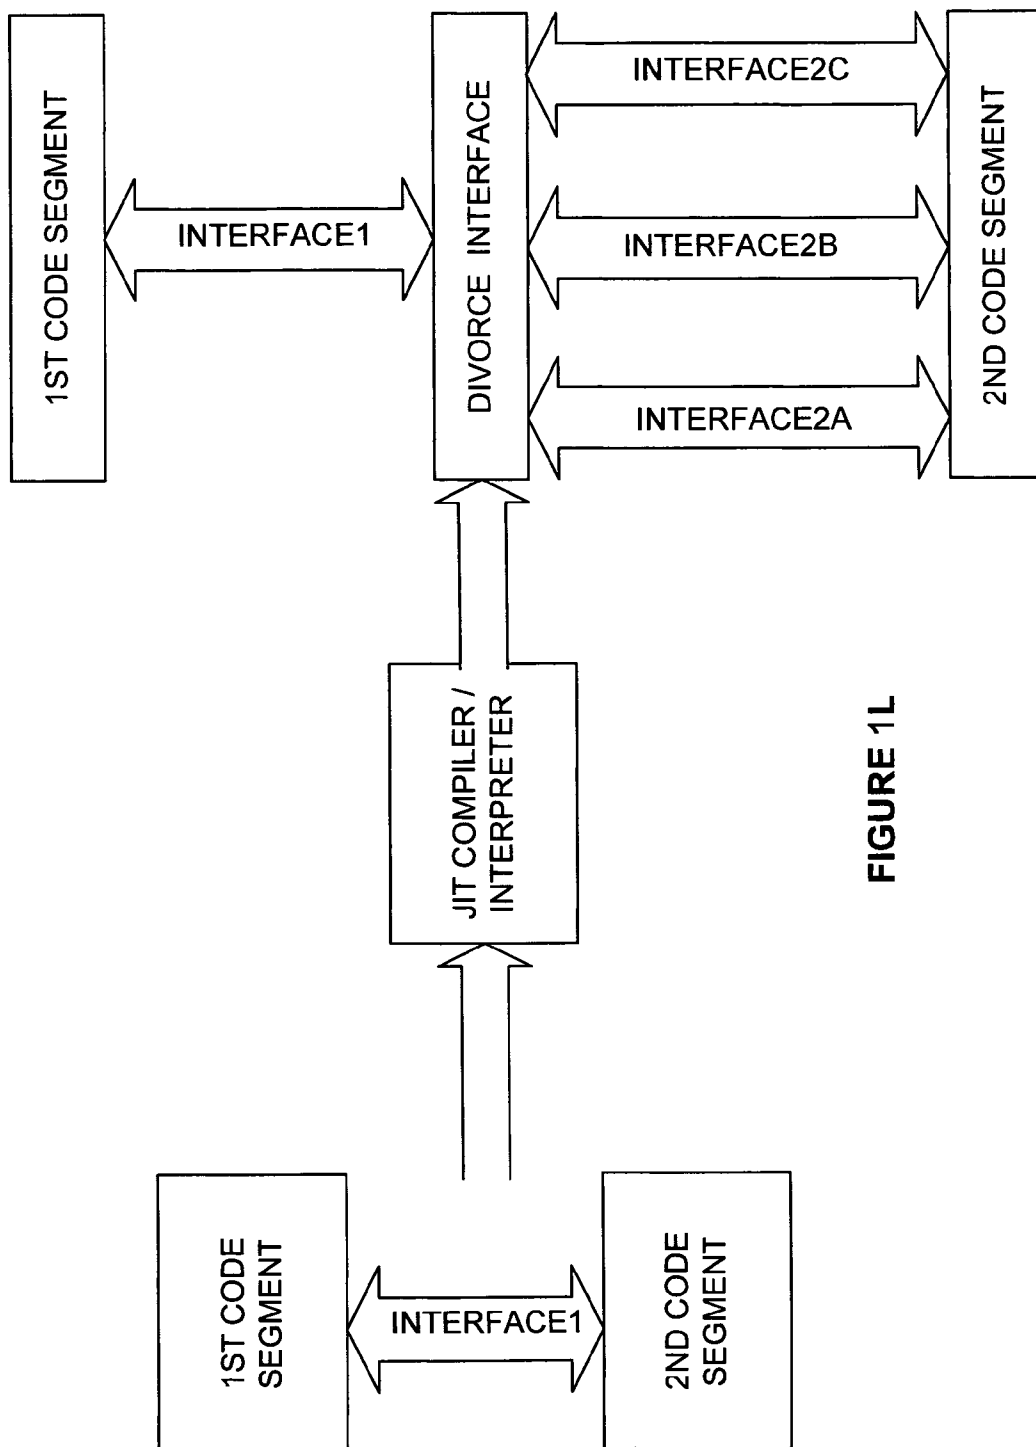 1ST CODE SEGMENT
INTERFACE1
DIVORCE INTERFACE
INTERFACE2A
INTERFACE2B
INTERFACE2C
2ND CODE SEGMENT
JIT COMPILER /
INTERPRETER
1ST CODE
SEGMENT
INTERFACE1
2ND CODE
SEGMENT
FIGURE 1L